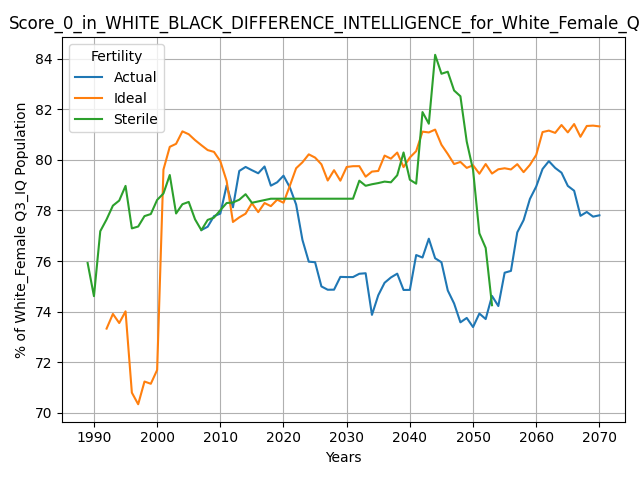 Score_0_in_WHITE_BLACK_DIFFERENCE_INTELLIGENCE_for_White_Female_Q
% of White_Female Q3_IQ Population
84
82
80
78
76
74
72
70
Fertility
Actual
Ideal
Sterile
1990 2000 2010 2020 2030 2040 2050 2060 2070
Years